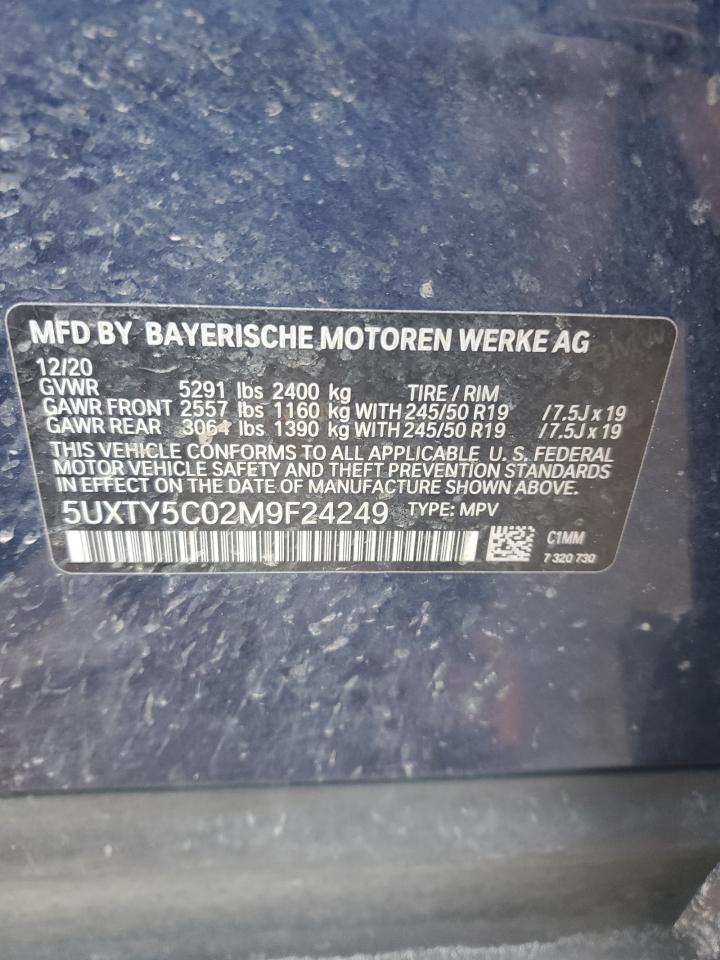 MFD.BY BAYERISCHE MOTOREN WERKE AG
12/20
GVWR 5291 lbs 2400 kg TIRE / RIM
GAWR FRONT 2557 lbs 1160 kg WITH 245/50 R19 /7.5J x 19
GAWR REAR 3064 lbs 1390 kg WITH 245/50 R19 /7.5J x 19
THIS VEHICLE CONFORMS TO ALL APPLICABLE U. S. FEDERAL
MOTOR VEHICLE SAFETY AND THEFT PREVENTION STANDARDS
IN EFFECT ON THE DATE OF MANUFACTURE SHOWN ABOVE.
5UXTY5C02M9F24249 TYPE: MPV
C1MM
7 320 730